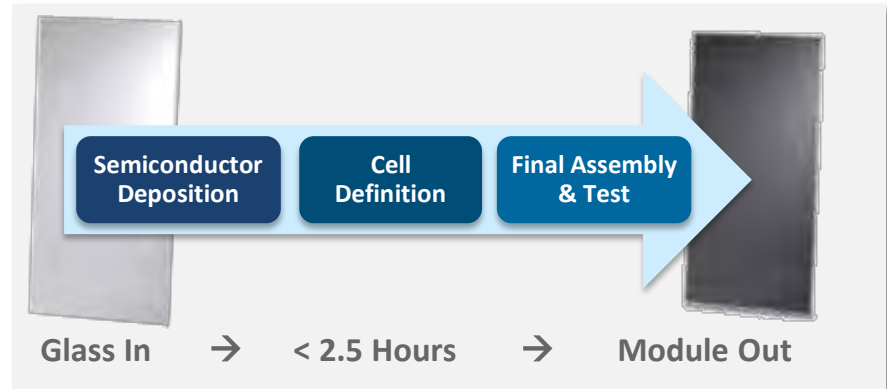 Semiconductor
Deposition
Cell
Definition
Final Assembly
& Test
Glass In → < 2.5 Hours → Module Out